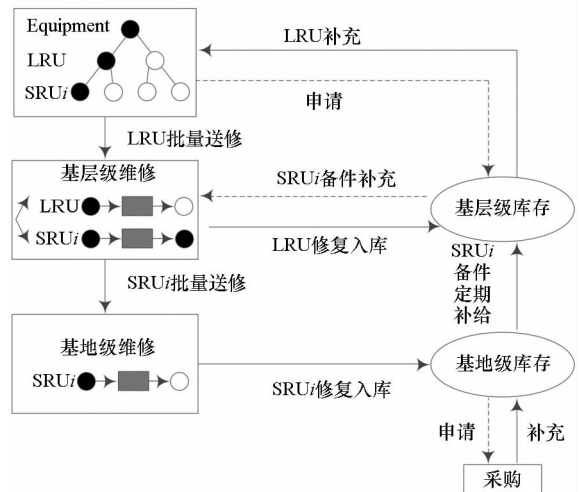 Equipment
LRU
SRUi
LRU补充
申请
LRU批量送修
基层级维修
LRU
SRUi
SRUi备件补充
基层级库存
LRU修复入库
SRUi
备件
定期
补给
SRUi批量送修
基地级维修
SRUi
基地级库存
SRUi修复入库
申请
补充
采购